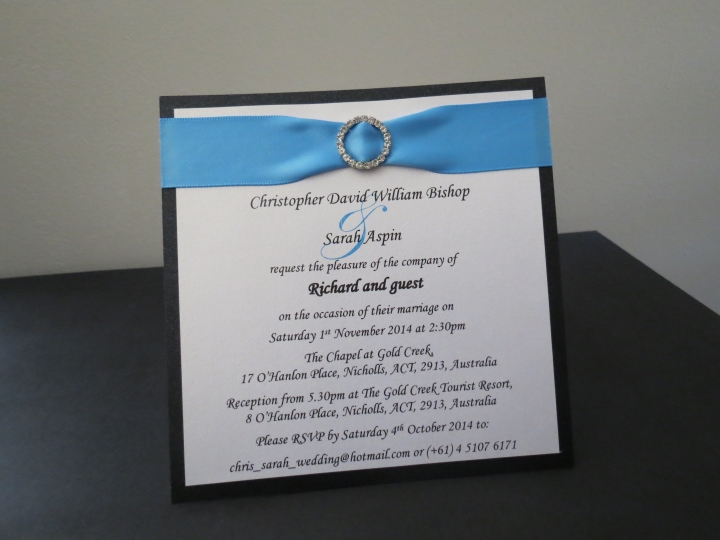 Christopher David William Bishop
&
Sarah Aspin
request the pleasure of the company of
Richard and guest
on the occasion of their marriage on
Saturday 1st November 2014 at 2:30pm
The Chapel at Gold Creek,
17 O'Hanlon Place, Nicholls, ACT, 2913, Australia
Reception from 5.30pm at The Gold Creek Tourist Resort,
8 O'Hanlon Place, Nicholls, ACT, 2913, Australia
Please RSVP by Saturday 4th October 2014 to:
chris_sarah_wedding@hotmail.com or (+61) 4 5107 6171